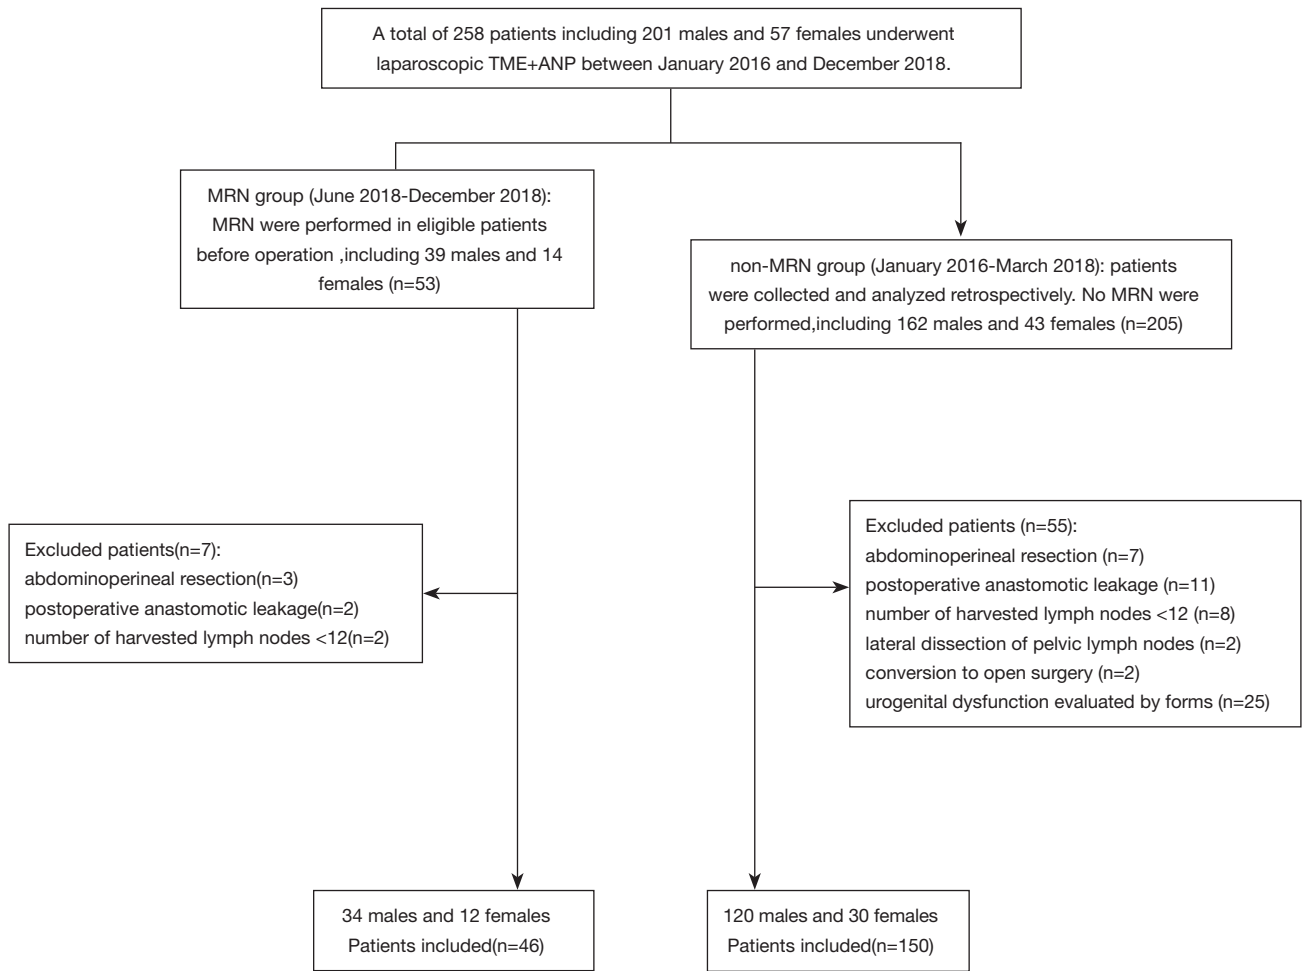 A total of 258 patients including 201 males and 57 females underwent
laparoscopic TME+ANP between January 2016 and December 2018.
MRN group (June 2018-December 2018):
MRN were performed in eligible patients
before operation ,including 39 males and 14
females (n=53)
non-MRN group (January 2016-March 2018): patients
were collected and analyzed retrospectively. No MRN were
performed,including 162 males and 43 females (n=205)
Excluded patients(n=7):
abdominoperineal resection(n=3)
postoperative anastomotic leakage(n=2)
number of harvested lymph nodes <12(n=2)
Excluded patients (n=55):
abdominoperineal resection (n=7)
postoperative anastomotic leakage (n=11)
number of harvested lymph nodes <12 (n=8)
lateral dissection of pelvic lymph nodes (n=2)
conversion to open surgery (n=2)
urogenital dysfunction evaluated by forms (n=25)
34 males and 12 females
Patients included(n=46)
120 males and 30 females
Patients included(n=150)